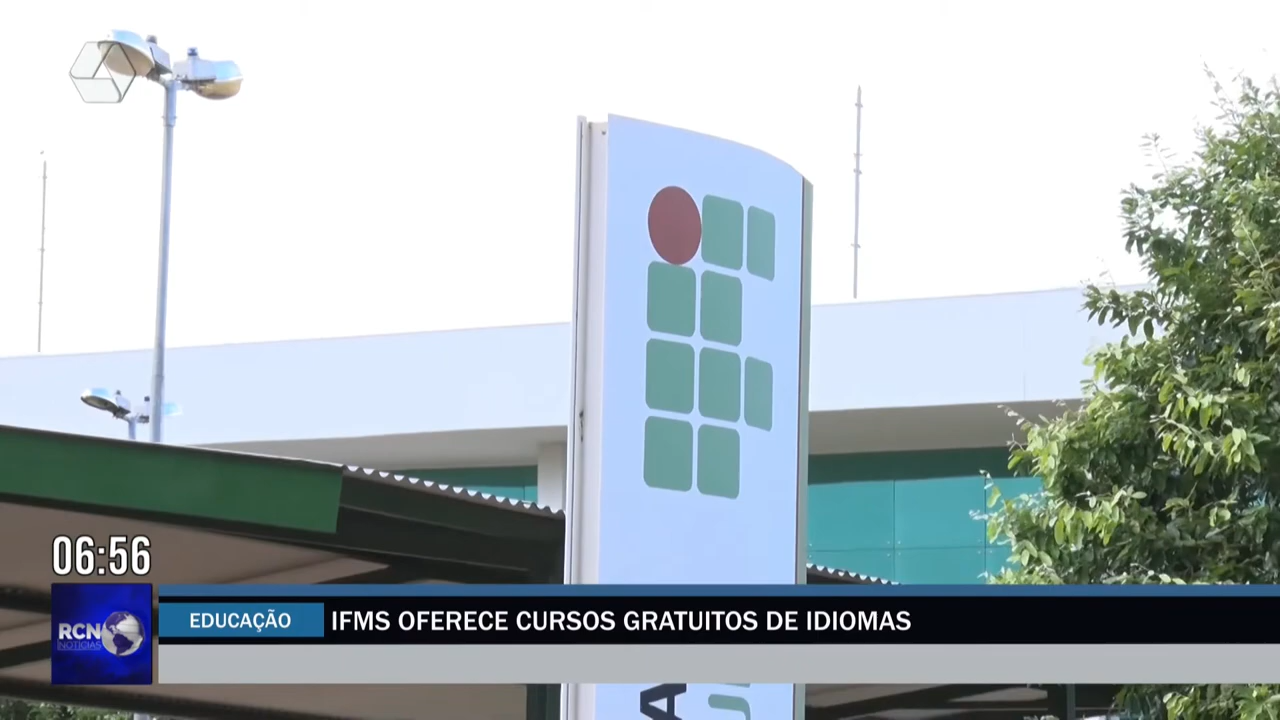 06:56
EDUCAÇÃO
IFMS OFERECE CURSOS GRATUITOS DE IDIOMAS
RCN
NOTÍCIAS